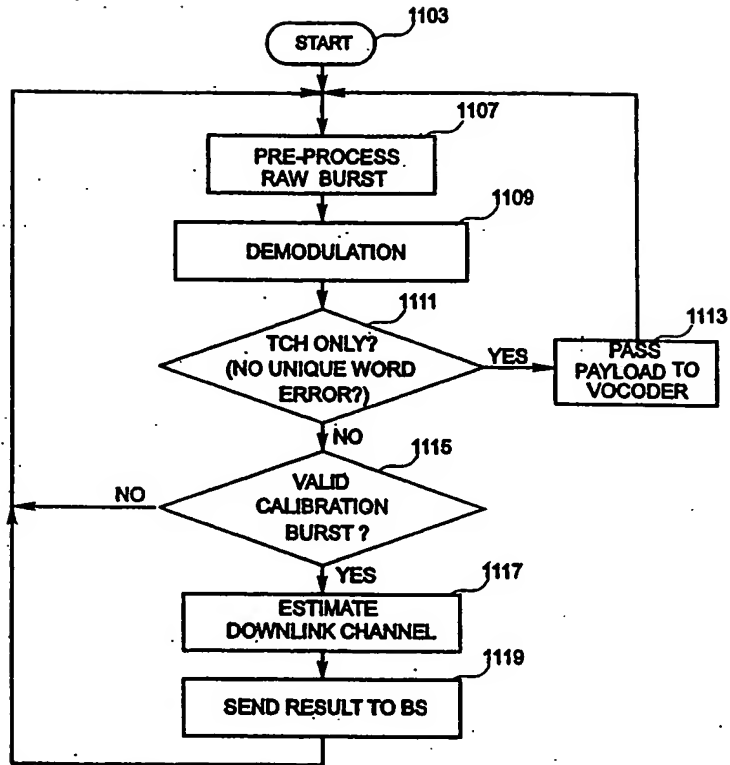 1103
START
1107
PRE-PROCESS
RAW BURST
1109
DEMODULATION
1111
TCH ONLY?
(NO UNIQUE WORD
ERROR?)
YES
1113
PASS
PAYLOAD TO
VOCODER
NO
1115
VALID
CALIBRATION
BURST ?
NO
YES
1117
ESTIMATE
DOWNLINK CHANNEL
1119
SEND RESULT TO BS